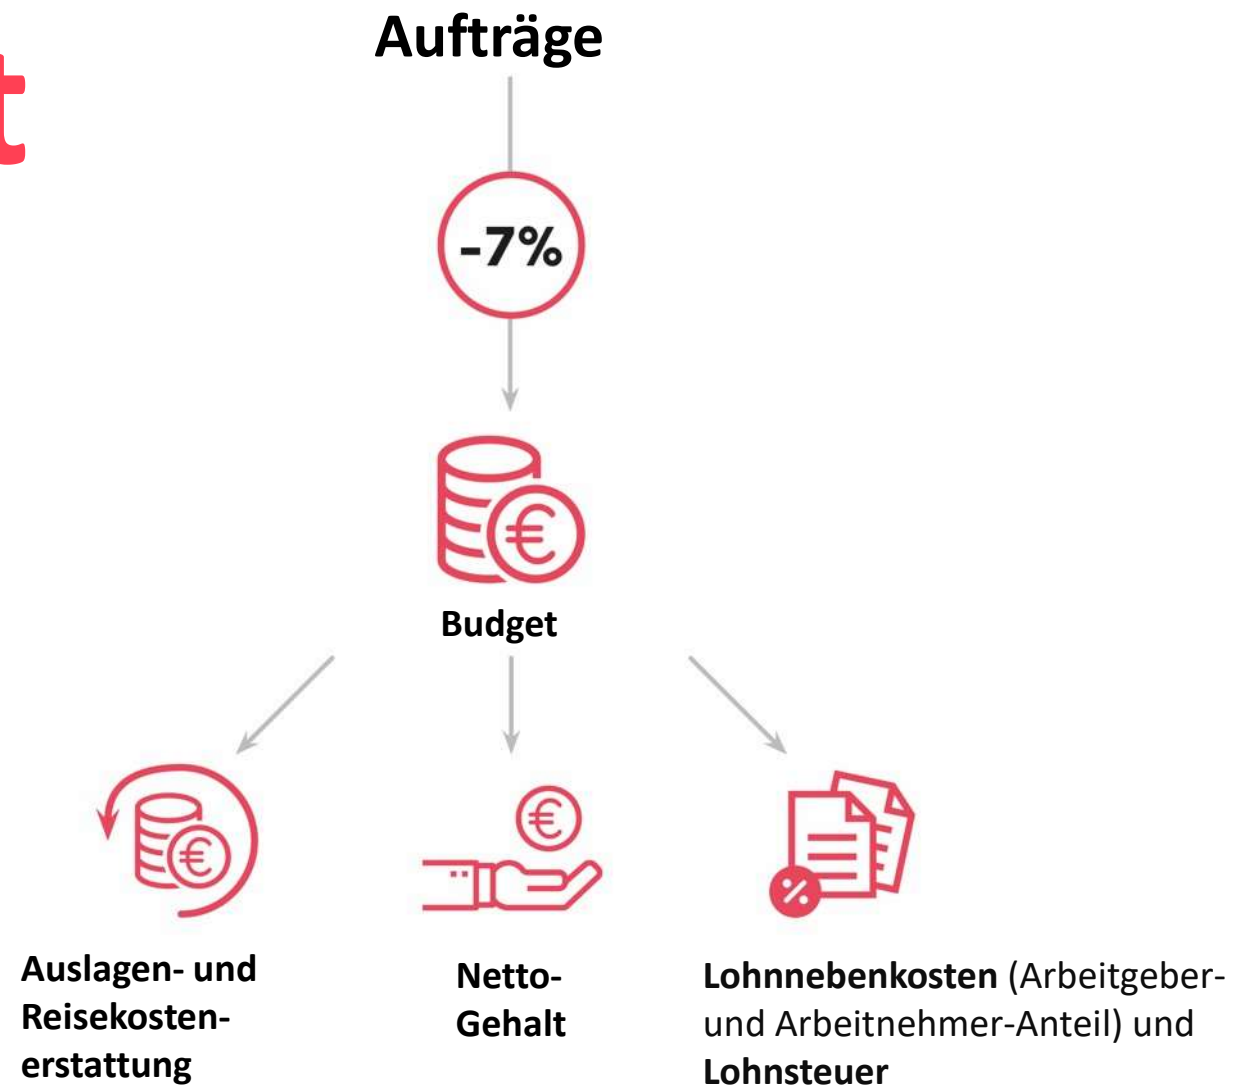 t
Aufträge
-7%
€
Budget
€
€
%
Auslagen- und
Reisekosten-
erstattung
Netto-
Gehalt
Lohnnebenkosten (Arbeitgeber-
und Arbeitnehmer-Anteil) und
Lohnsteuer